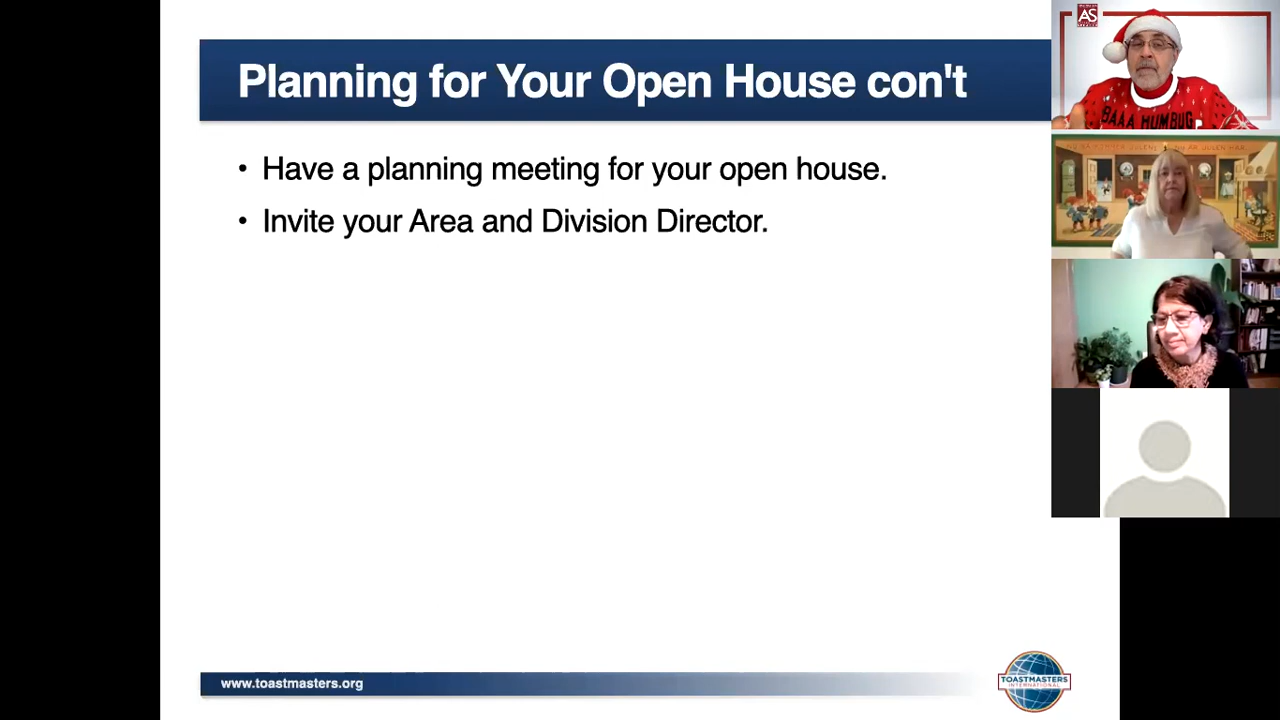 Planning for Your Open House con't
• Have a planning meeting for your open house.
• Invite your Area and Division Director.
www.toastmasters.org
TOASTMASTERS
INTERNATIONAL
AS
BAAA HUMBUG